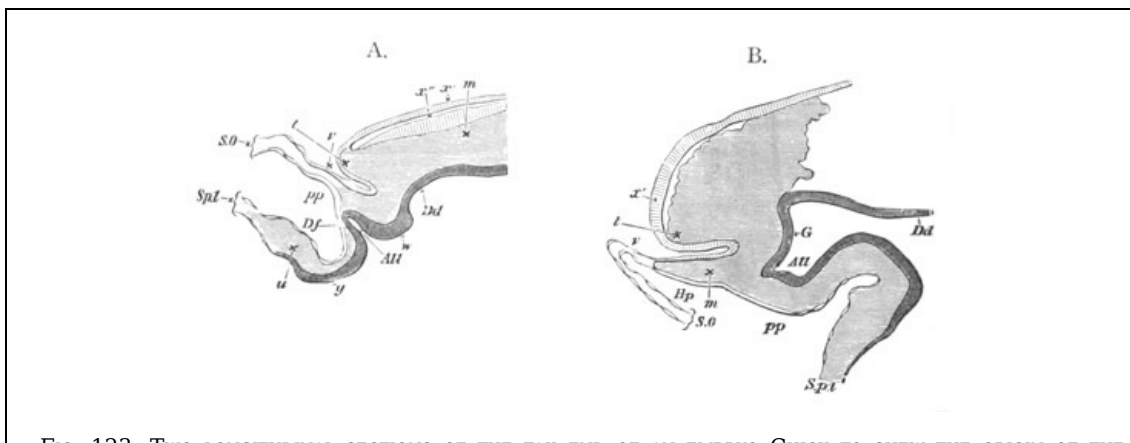 A.
B.
x''' x'' m
t v
S.O
pp
Spl
Df
Dd
w
All
u y
x'
t
v
G
Dd
All
Hp m
S.O
pp
Spl